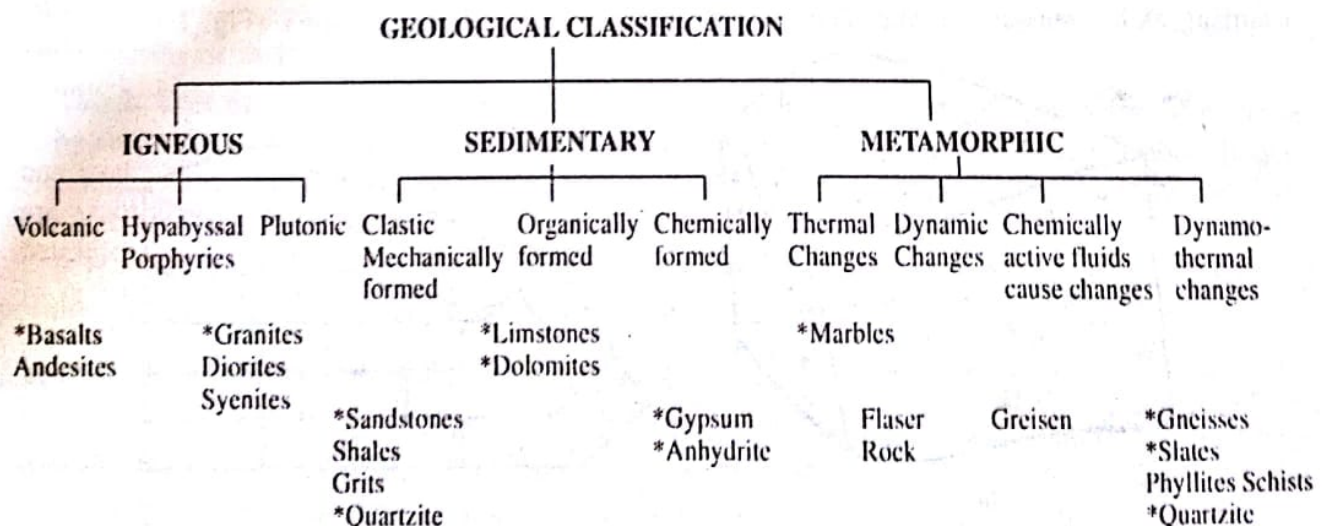 GEOLOGICAL CLASSIFICATION
IGNEOUS SEDIMENTARY METAMORPHIC
Volcanic Hypabyssal Plutonic Clastic Organically Chemically Thermal Dynamic Chemically Dynamo-
Porphyries Mechanically formed formed Changes Changes active fluids thermal
formed cause changes changes
*Basalts *Granites *Limstones *Marbles
Andesites Diorites *Dolomites
Syenites
*Sandstones *Gypsum Flaser Greisen *Gneisses
Shales *Anhydrite Rock *Slates
Grits Phyllites Schists
*Quartzite *Quartzite